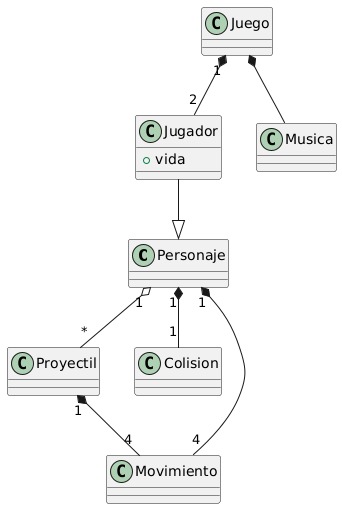 C Juego
1
2
C Jugador
vida
C Musica
C Personaje
1 1 1
* 1
C Proyectil
C Colision
1
4 4
C Movimiento